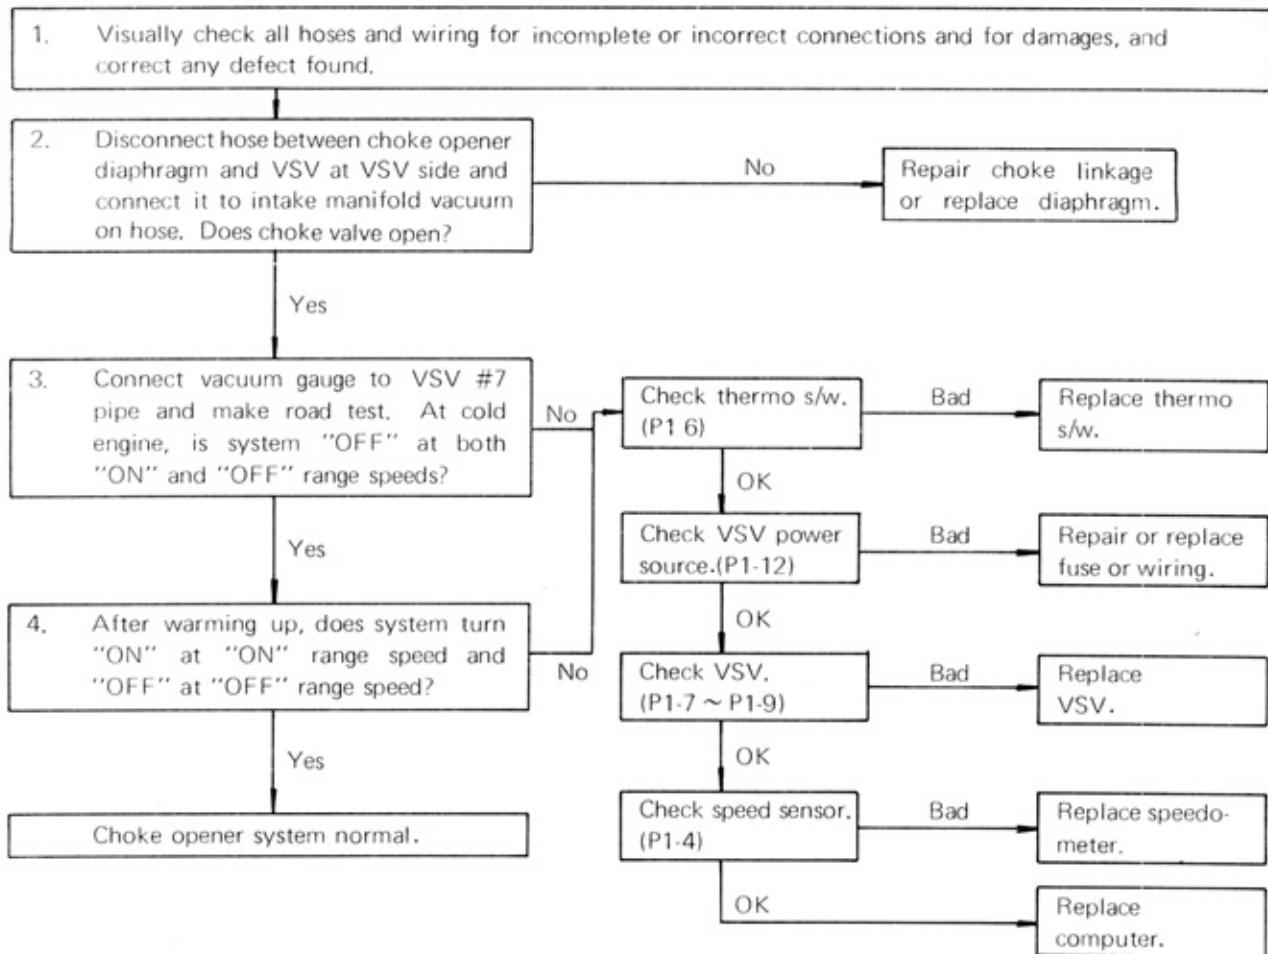 1. Visually check all hoses and wiring for incomplete or incorrect connections and for damages, and
correct any defect found.
2. Disconnect hose between choke opener
diaphragm and VSV at VSV side and
connect it to intake manifold vacuum
on hose. Does choke valve open?
No
Repair choke linkage
or replace diaphragm.
Yes
3. Connect vacuum gauge to VSV #7
pipe and make road test. At cold
engine, is system "OFF" at both
"ON" and "OFF" range speeds?
No
Check thermo s/w.
(P1 6)
Bad
Replace thermo
s/w.
OK
Yes
Check VSV power
source.(P1-12)
Bad
Repair or replace
fuse or wiring.
OK
4. After warming up, does system turn
"ON" at "ON" range speed and
"OFF" at "OFF" range speed?
No
Check VSV.
(P1-7 ~ P1-9)
Bad
Replace
VSV.
OK
Yes
Choke opener system normal.
Check speed sensor.
(P1-4)
Bad
Replace speedo-
meter.
OK
Replace
computer.